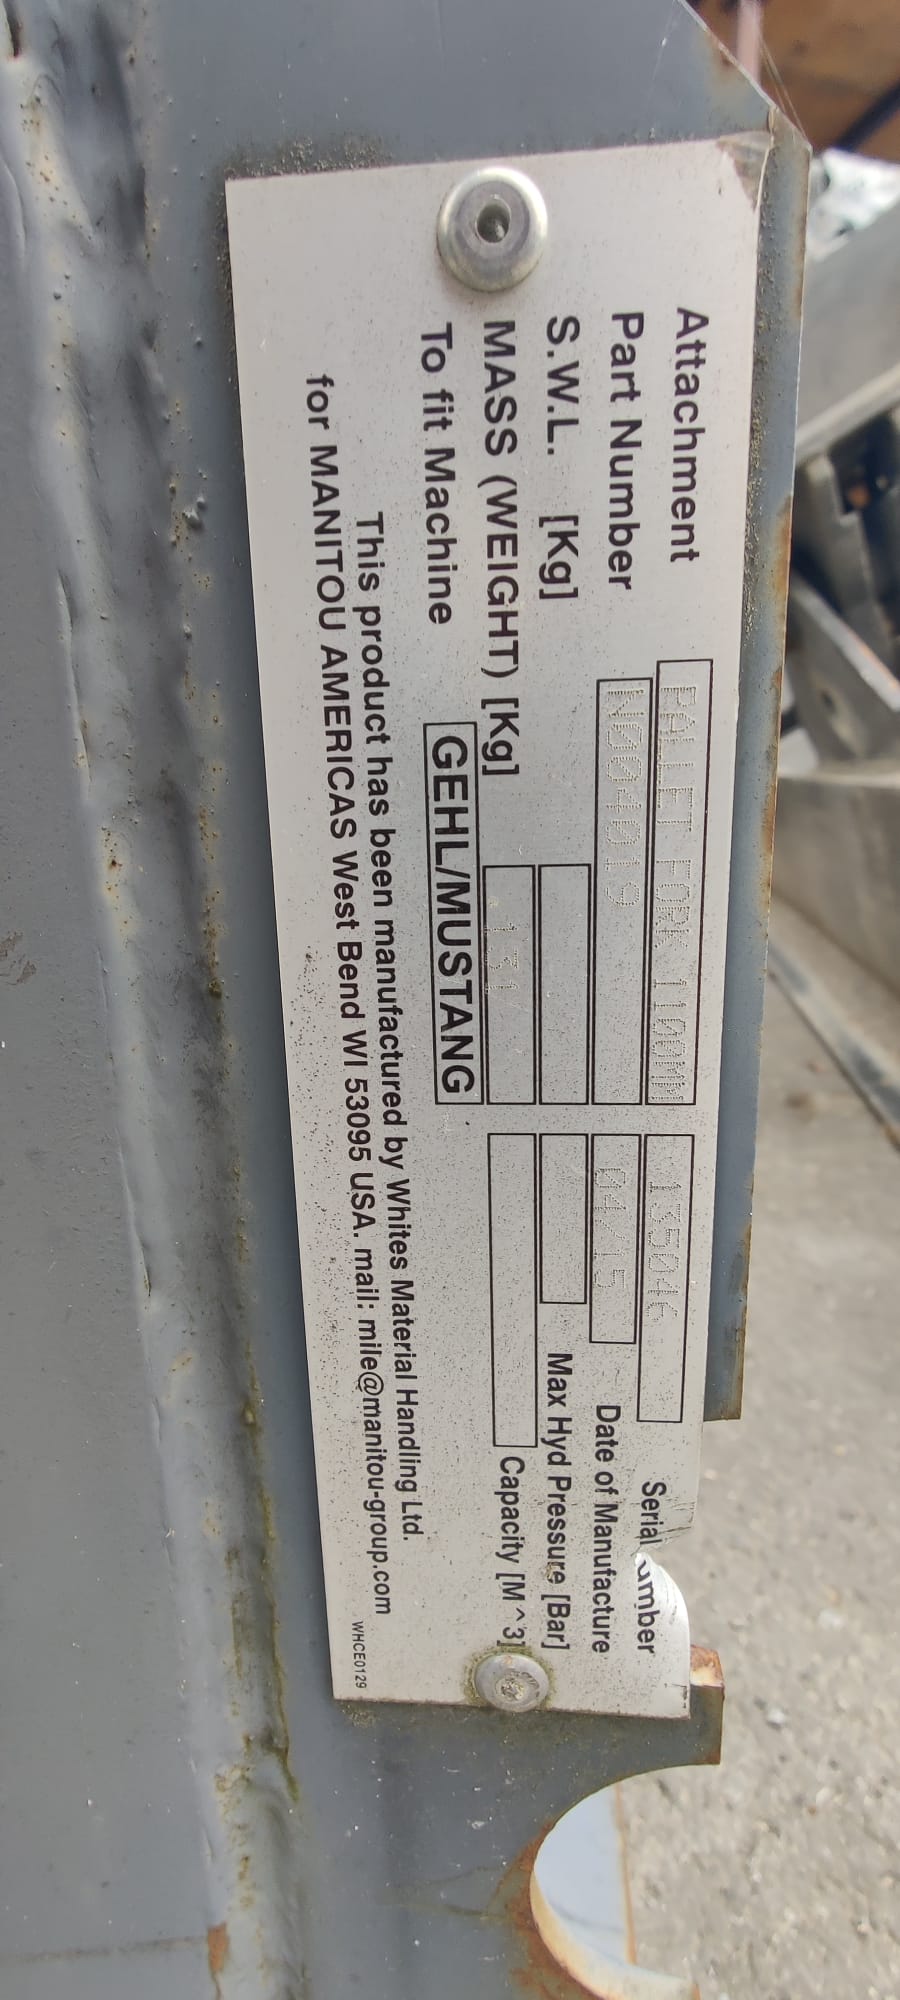 Attachment PALLET FORK 1100MM 135046 Serial umber
Part Number N004019 04/15 Date of Manufacture
S.W.L. [Kg] Max Hyd Pressure [Bar]
MASS (WEIGHT) [Kg] 131 Capacity [M^3]
To fit Machine GEHL/MUSTANG
This product has been manufactured by Whites Material Handling Ltd.
for MANITOU AMERICAS West Bend WI 53095 USA. mail: mile@manitou-group.com
WHCE0129